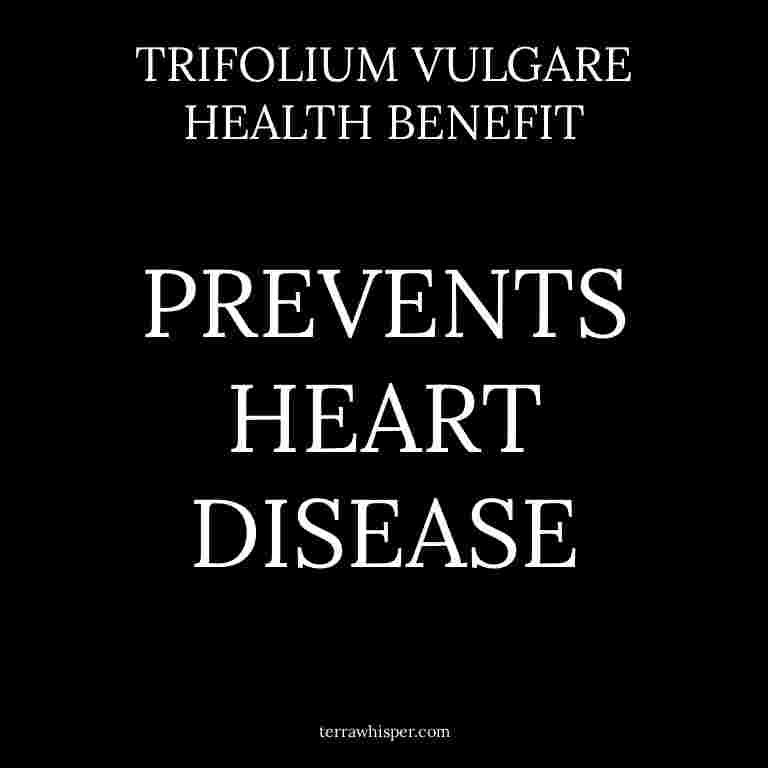 TRIFOLIUM VULGARE
HEALTH BENEFIT
PREVENTS
HEART
DISEASE
terrawhisper.com